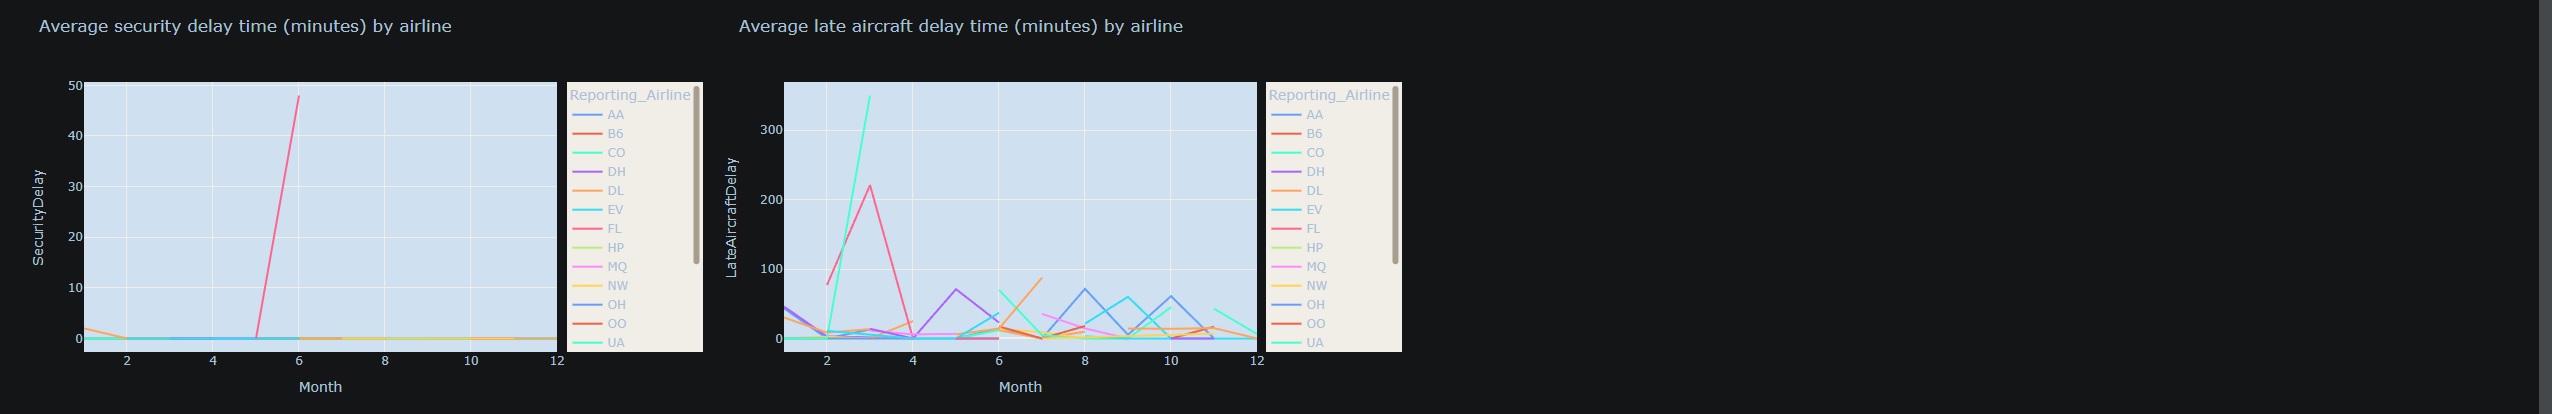 Average security delay time (minutes) by airline
50
40
30
20
10
0
SecurityDelay
2 4 6 8 10 12
Month
Reporting_Airline
AA
B6
CO
DH
DL
EV
FL
HP
MQ
NW
OH
OO
UA
Average late aircraft delay time (minutes) by airline
300
200
100
0
LateAircraftDelay
2 4 6 8 10 12
Month
Reporting_Airline
AA
B6
CO
DH
DL
EV
FL
HP
MQ
NW
OH
OO
UA